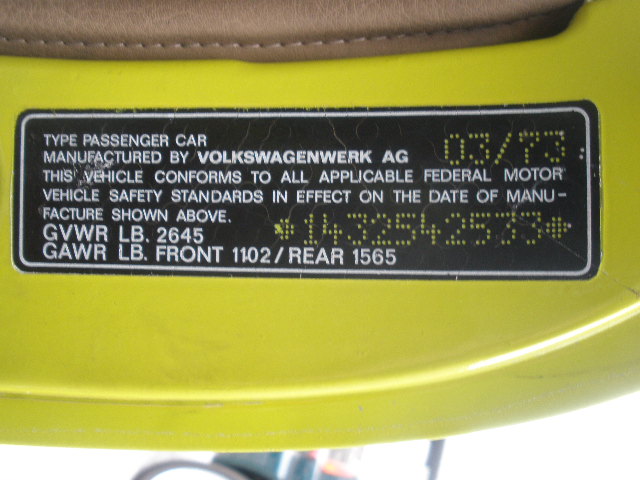 TYPE PASSENGER CAR 03/73
MANUFACTURED BY VOLKSWAGENWERK AG
THIS VEHICLE CONFORMS TO ALL APPLICABLE FEDERAL MOTOR
VEHICLE SAFETY STANDARDS IN EFFECT ON THE DATE OF MANU-
FACTURE SHOWN ABOVE.
GVWR LB. 2645 *1432542573*
GAWR LB. FRONT 1102/REAR 1565